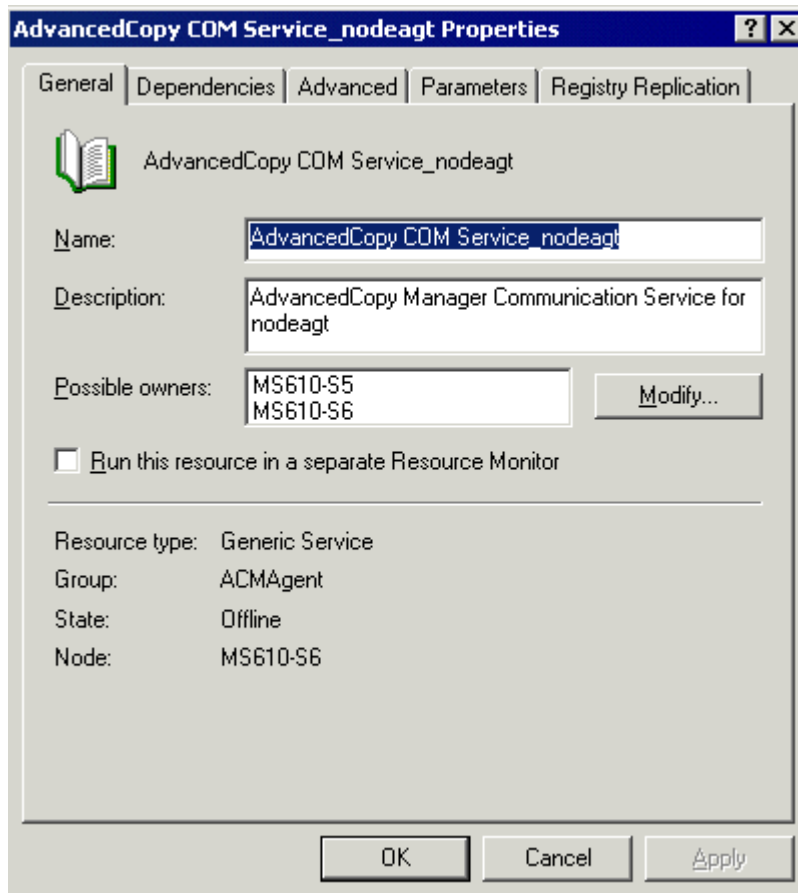 AdvancedCopy COM Service_nodeagt Properties
General Dependencies Advanced Parameters Registry Replication
AdvancedCopy COM Service_nodeagt
Name: AdvancedCopy COM Service_nodeagt
Description: AdvancedCopy Manager Communication Service for
nodeagt
Possible owners: MS610-S5
MS610-S6
Modify...
Run this resource in a separate Resource Monitor
Resource type: Generic Service
Group: ACMAgent
State: Offline
Node: MS610-S6
OK Cancel Apply